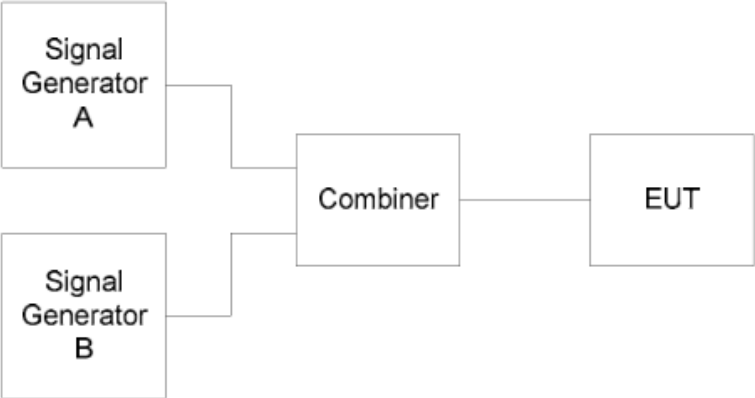 Signal
Generator
A
Combiner
EUT
Signal
Generator
B